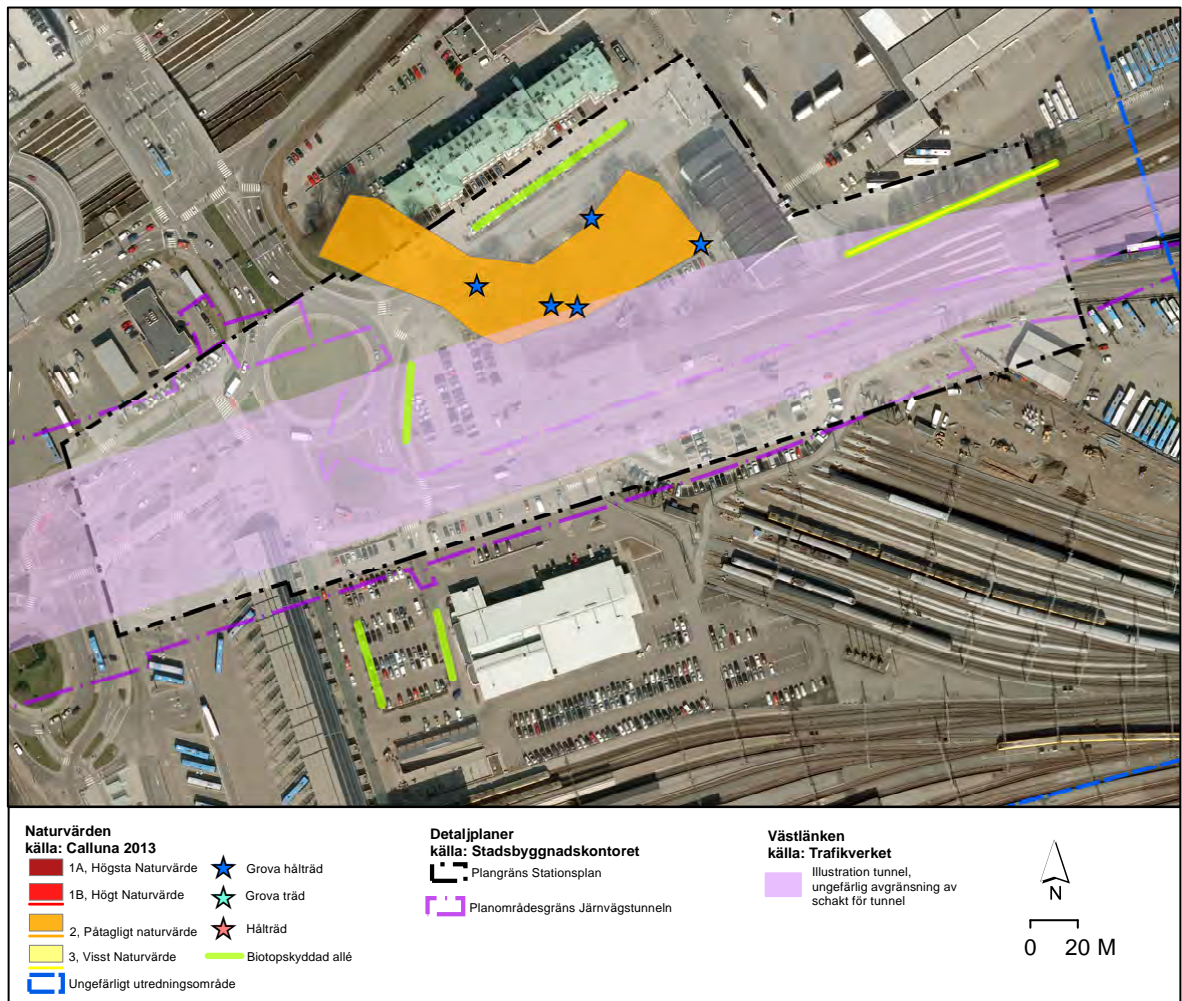 Naturvärden
källa: Calluna 2013
1A, Högsta Naturvärde
1B, Högt Naturvärde
2, Påtagligt naturvärde
3, Visst Naturvärde
Ungefärligt utredningsområde
Grova hålträd
Grova träd
Hålträd
Biotopskyddad allé
Detaljplaner
källa: Stadsbyggnadskontoret
Plangräns Stationsplan
Planområdesgräns Järnvägstunneln
Västlänken
källa: Trafikverket
Illustration tunnel,
ungefärlig avgränsning av
schakt för tunnel
N
0 20 M